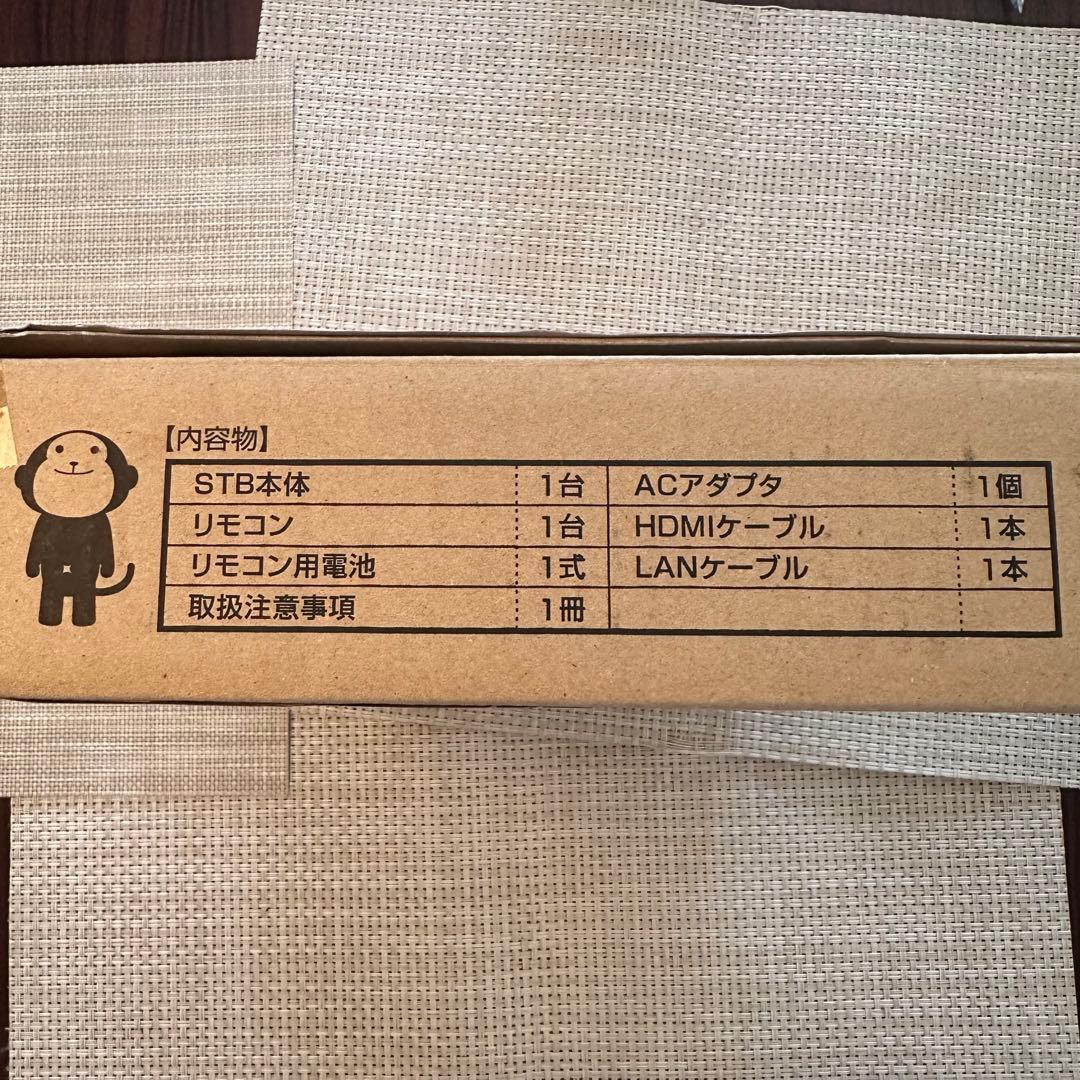 【内容物】
STB本体 1台 ACアダプタ 1個
リモコン 1台 HDMIケーブル 1本
リモコン用電池 1式 LANケーブル 1本
取扱注意事項 1冊